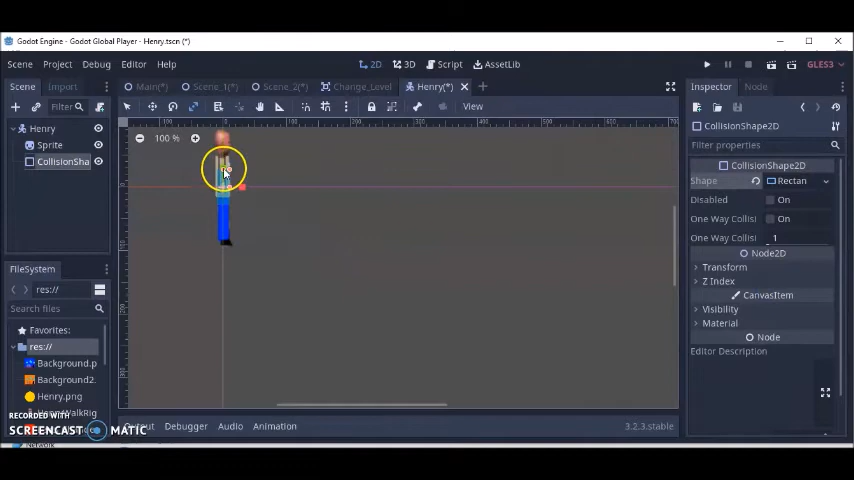 Godot Engine - Godot Global Player - Henry.tscn (*)
Scene Project Debug Editor Help
2D 3D Script AssetLib
GLES3
Scene Import
Main(*) Scene_1(*) Scene_2(*) Change_Level Henry(*)
Inspector Node
Filter
View
CollisionShape2D
Henry
Sprite
CollisionSha
100 %
Filter properties
CollisionShape2D
Shape Rectan
Disabled On
One Way Collisi On
One Way Collisi 1
Node2D
Transform
Z Index
CanvasItem
Visibility
Material
Node
Editor Description
FileSystem
res://
Search files
Favorites:
res://
Background.p
Background2.
Henry.png
HenryWalkRig
RECORDED WITH
SCREENCAST MATIC
Output Debugger Audio Animation
3.2.3.stable